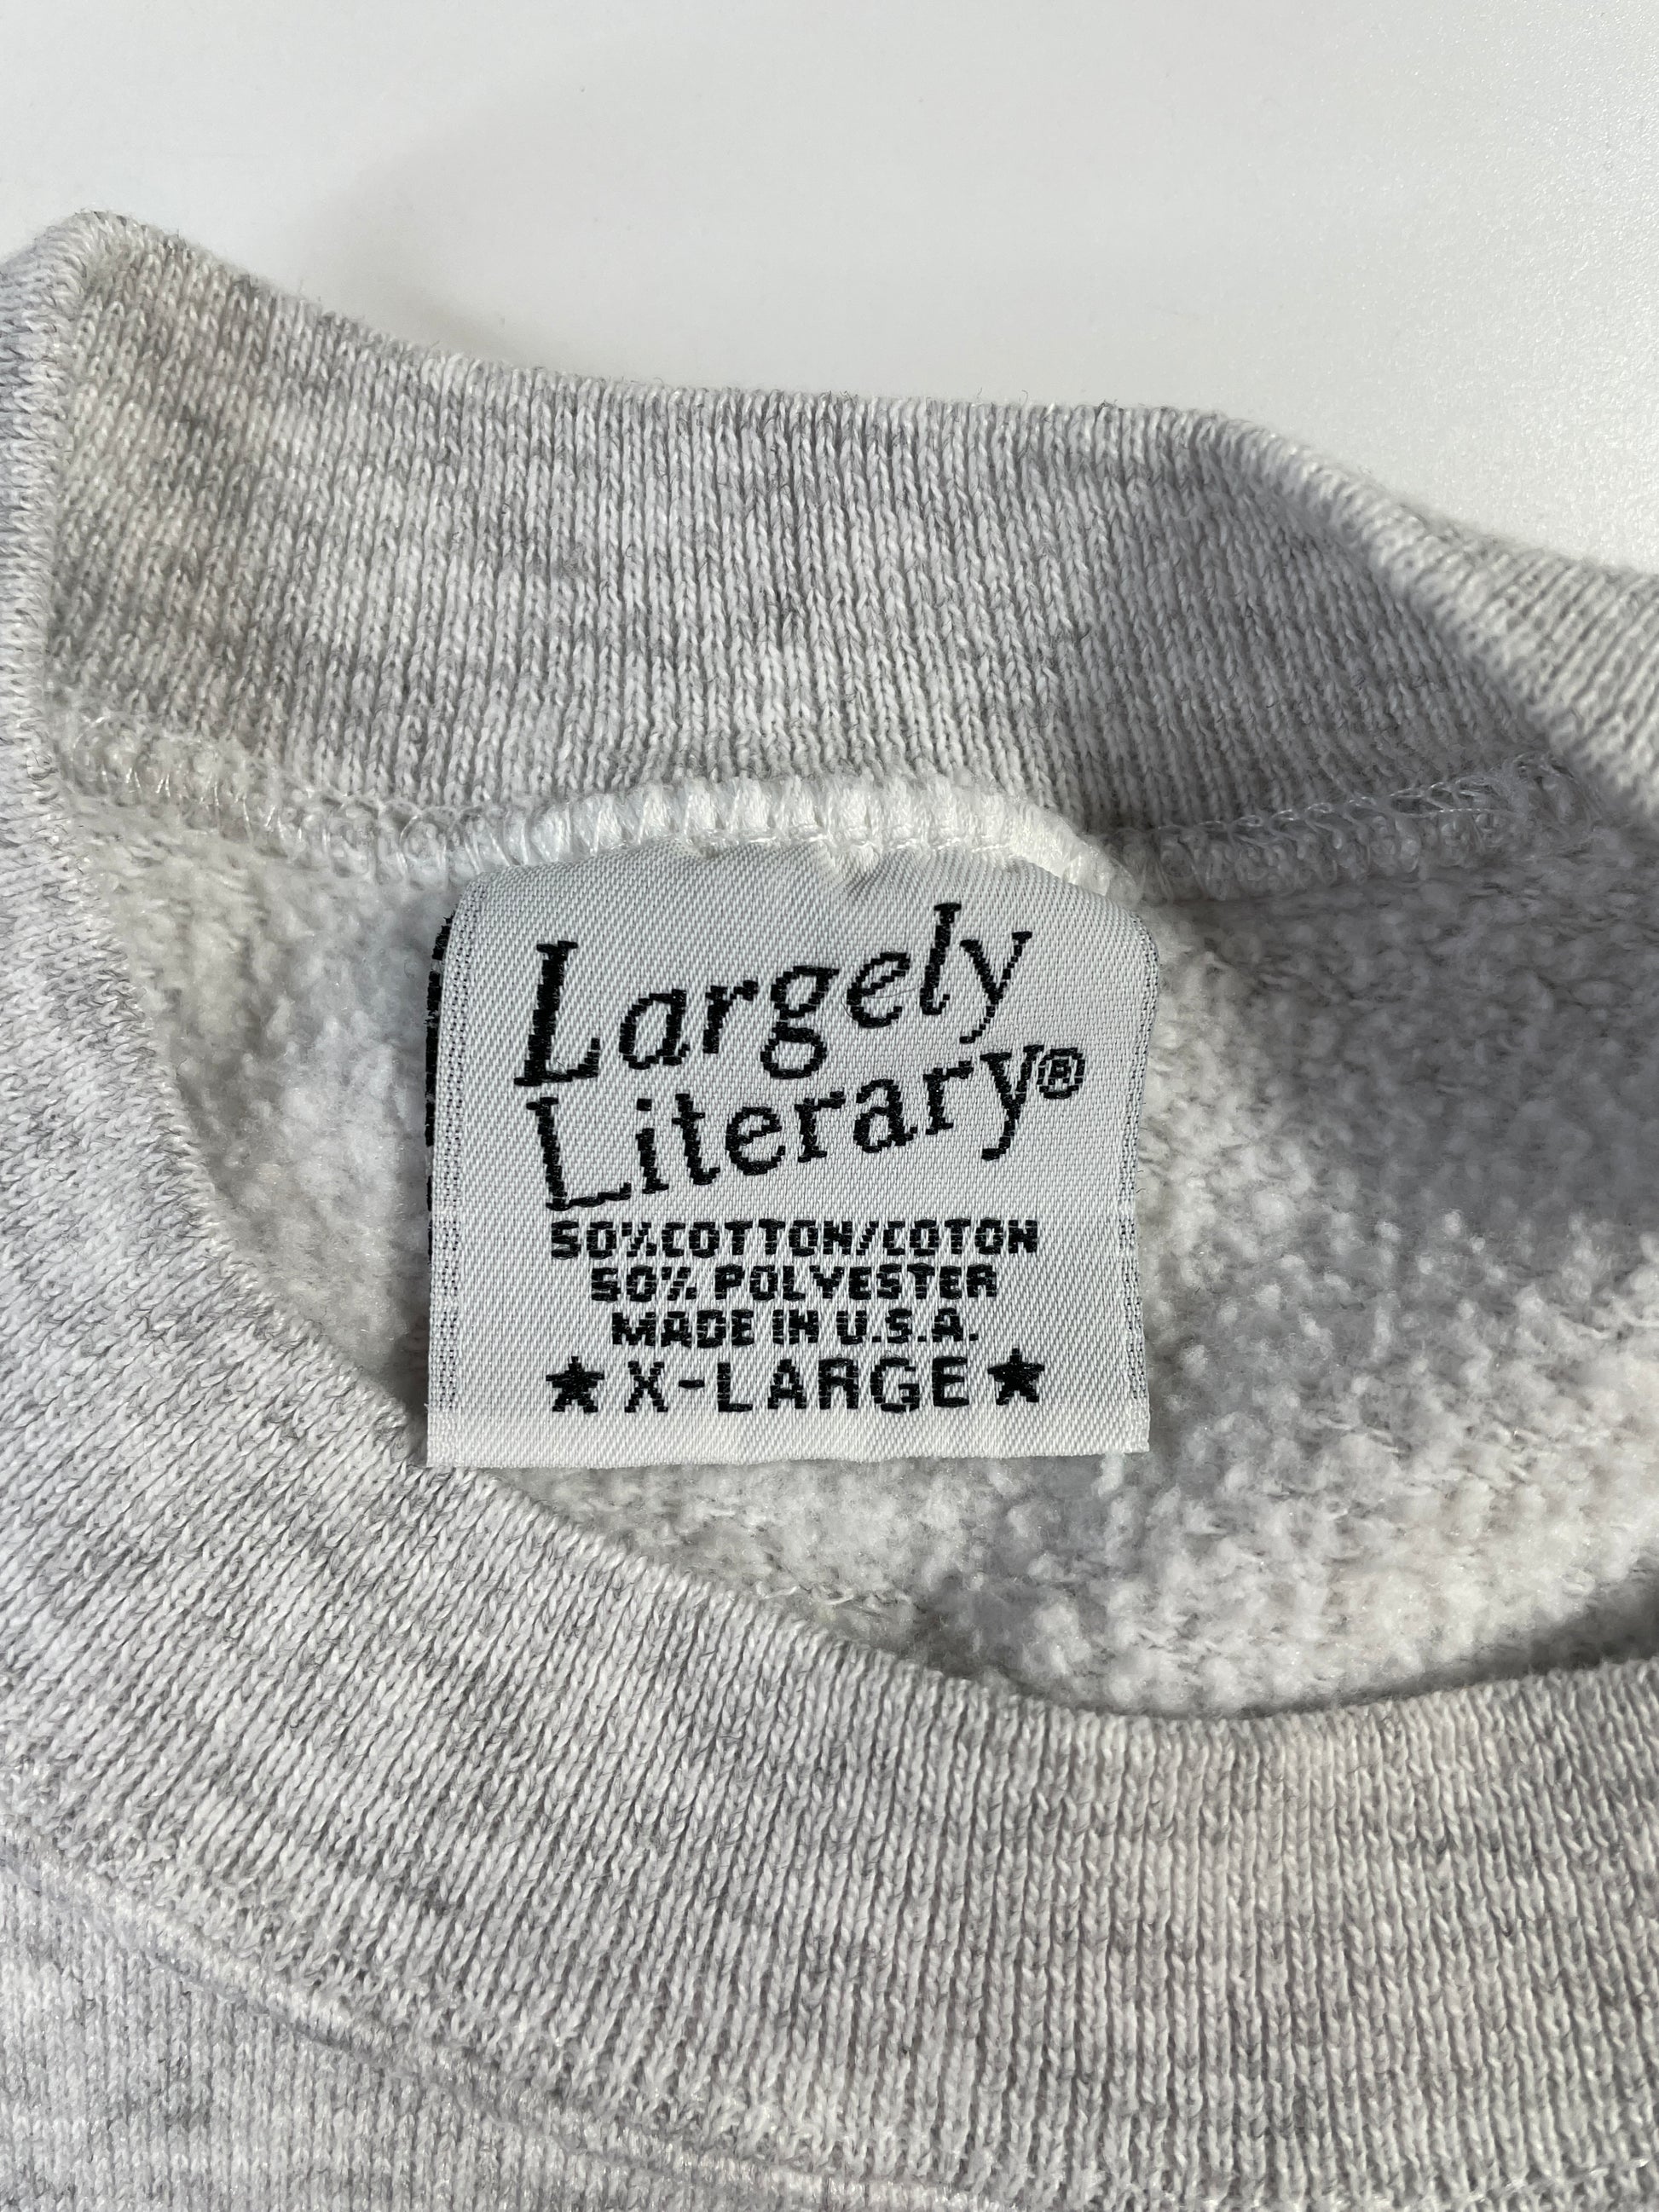 Largely
Literary®
50%COTTON/COTON
50% POLYESTER
MADE IN U.S.A.
★X-LARGE★